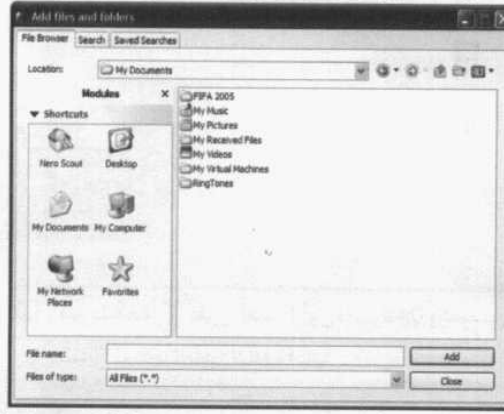 Add files and folders
File Browser Search Saved Searches
Location: My Documents
Modules x
Shortcuts
Nero Scout Desktop
My Documents My Computer
My Network Places Favorites
FIFA 2005
My Music
My Pictures
My Received Files
My Videos
My Virtual Machines
RingTones
File name: Add
Files of type: All Files (*.*) Close